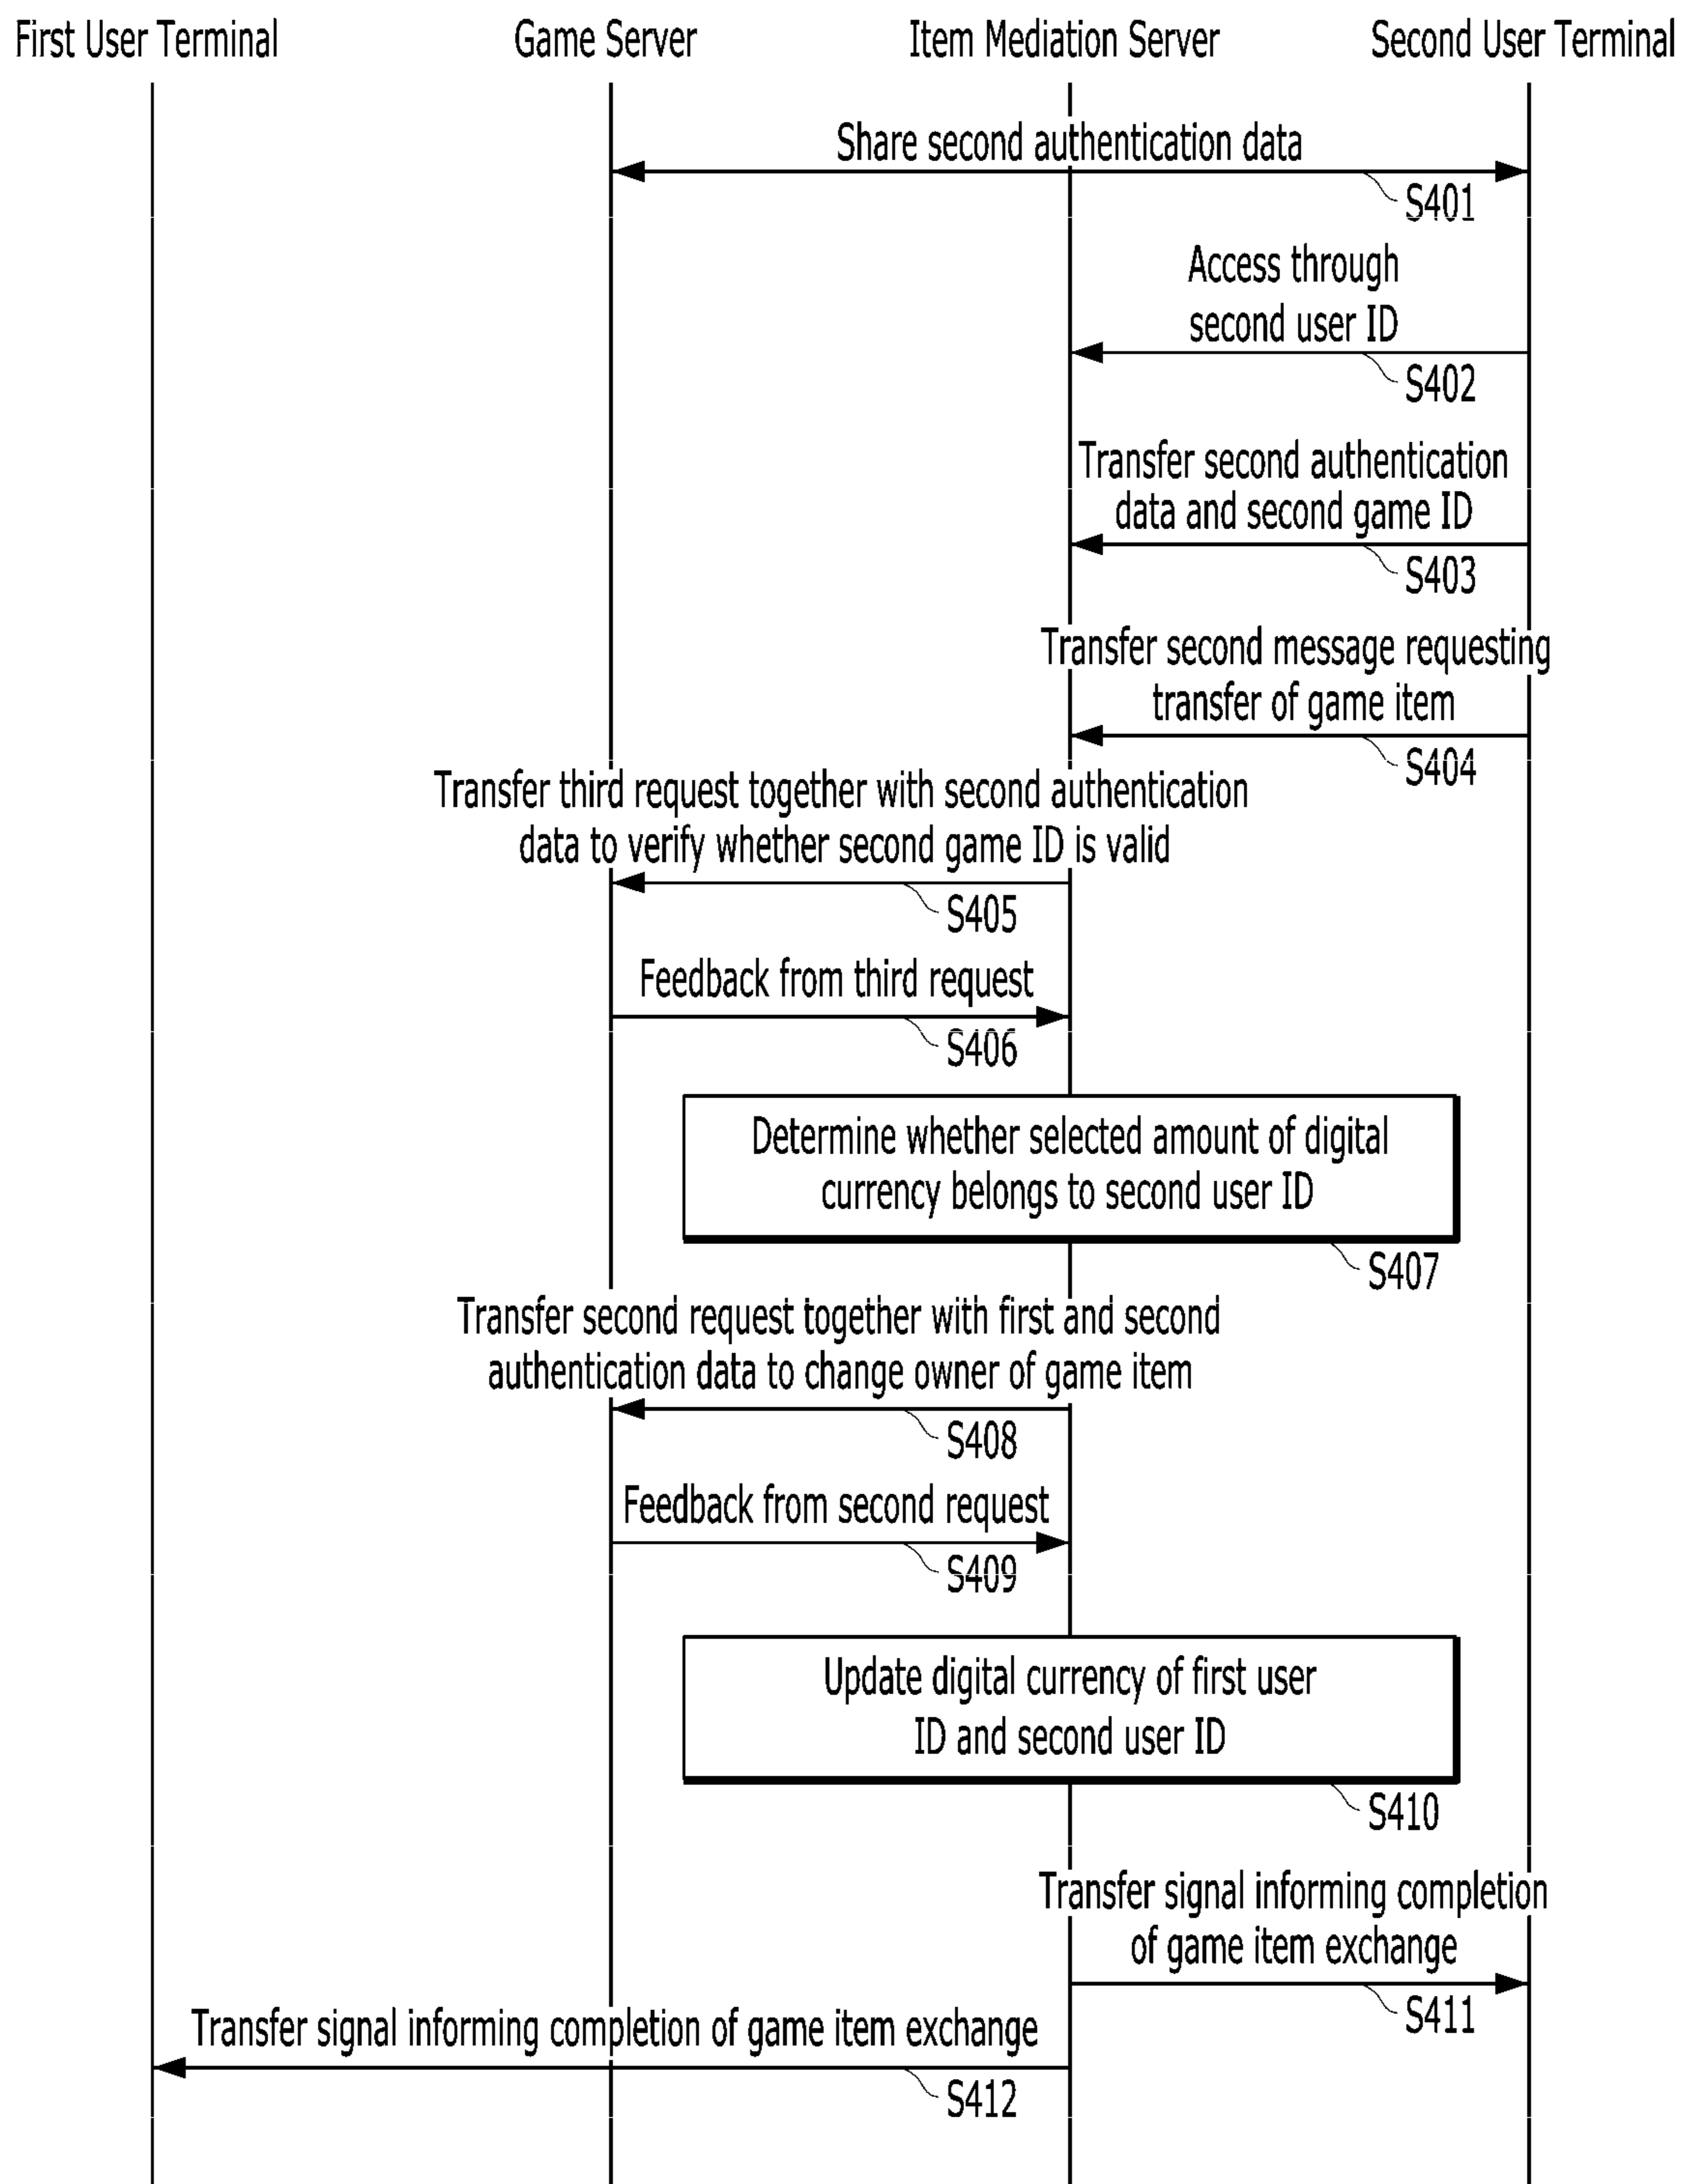 First User Terminal
Game Server
Item Mediation Server
Second User Terminal
Share second authentication data
S401
Access through
second user ID
S402
Transfer second authentication
data and second game ID
S403
Transfer second message requesting
transfer of game item
S404
Transfer third request together with second authentication
data to verify whether second game ID is valid
S405
Feedback from third request
S406
Determine whether selected amount of digital
currency belongs to second user ID
S407
Transfer second request together with first and second
authentication data to change owner of game item
S408
Feedback from second request
S409
Update digital currency of first user
ID and second user ID
S410
Transfer signal informing completion
of game item exchange
S411
Transfer signal informing completion of game item exchange
S412